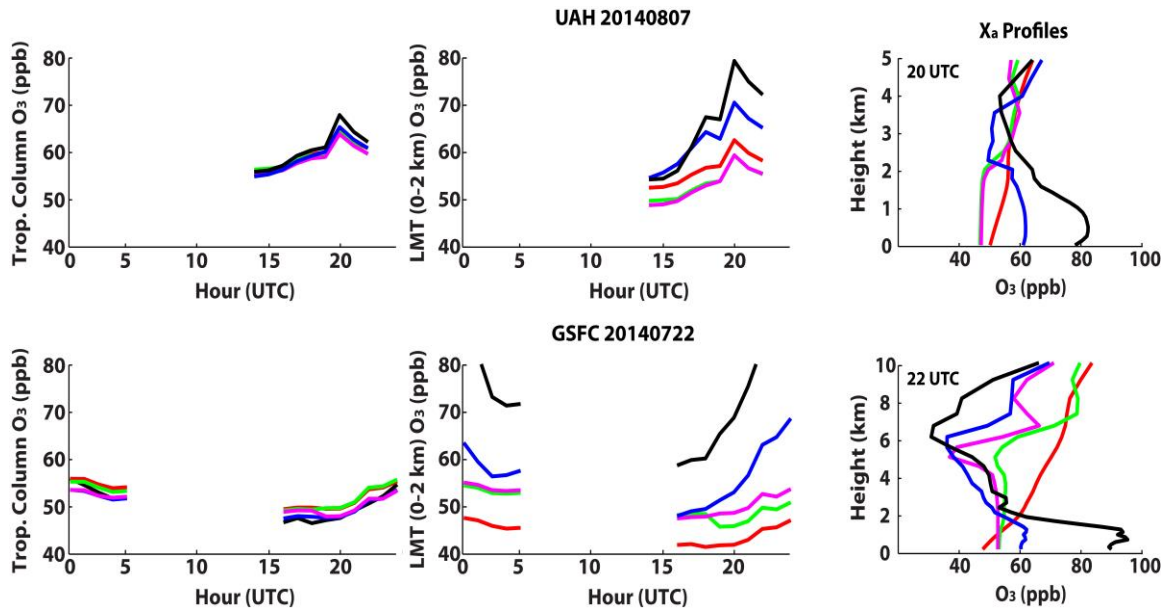 UAH 20140807
Trop. Column O₃ (ppb)
80
70
60
50
40
0 5 10 15 20
Hour (UTC)
LMT (0-2 km) O₃ (ppb)
80
70
60
50
40
0 5 10 15 20
Hour (UTC)
Xa Profiles
20 UTC
Height (km)
5
4
3
2
1
0
40 60 80 100
O₃ (ppb)
GSFC 20140722
Trop. Column O₃ (ppb)
80
70
60
50
40
0 5 10 15 20
Hour (UTC)
LMT (0-2 km) O₃ (ppb)
80
70
60
50
40
0 5 10 15 20
Hour (UTC)
22 UTC
Height (km)
10
8
6
4
2
0
40 60 80 100
O₃ (ppb)